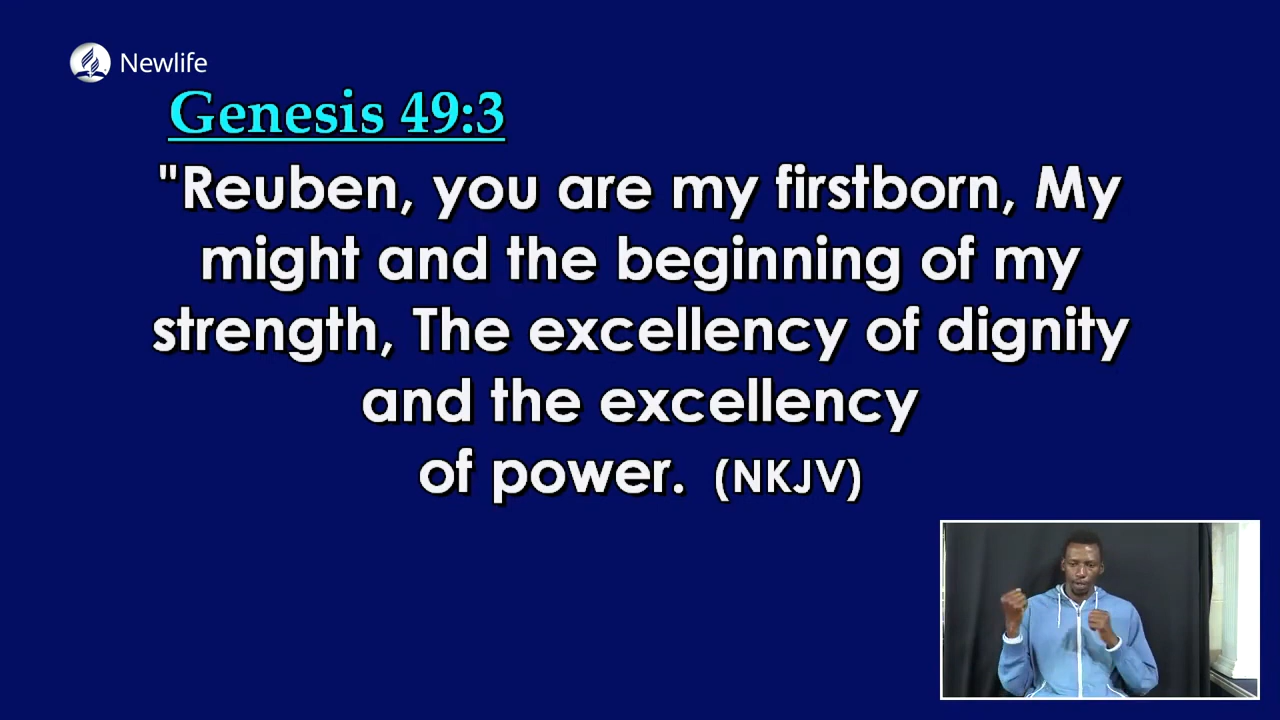 Newlife
Genesis 49:3
"Reuben, you are my firstborn, My
might and the beginning of my
strength, The excellency of dignity
and the excellency
of power. (NKJV)